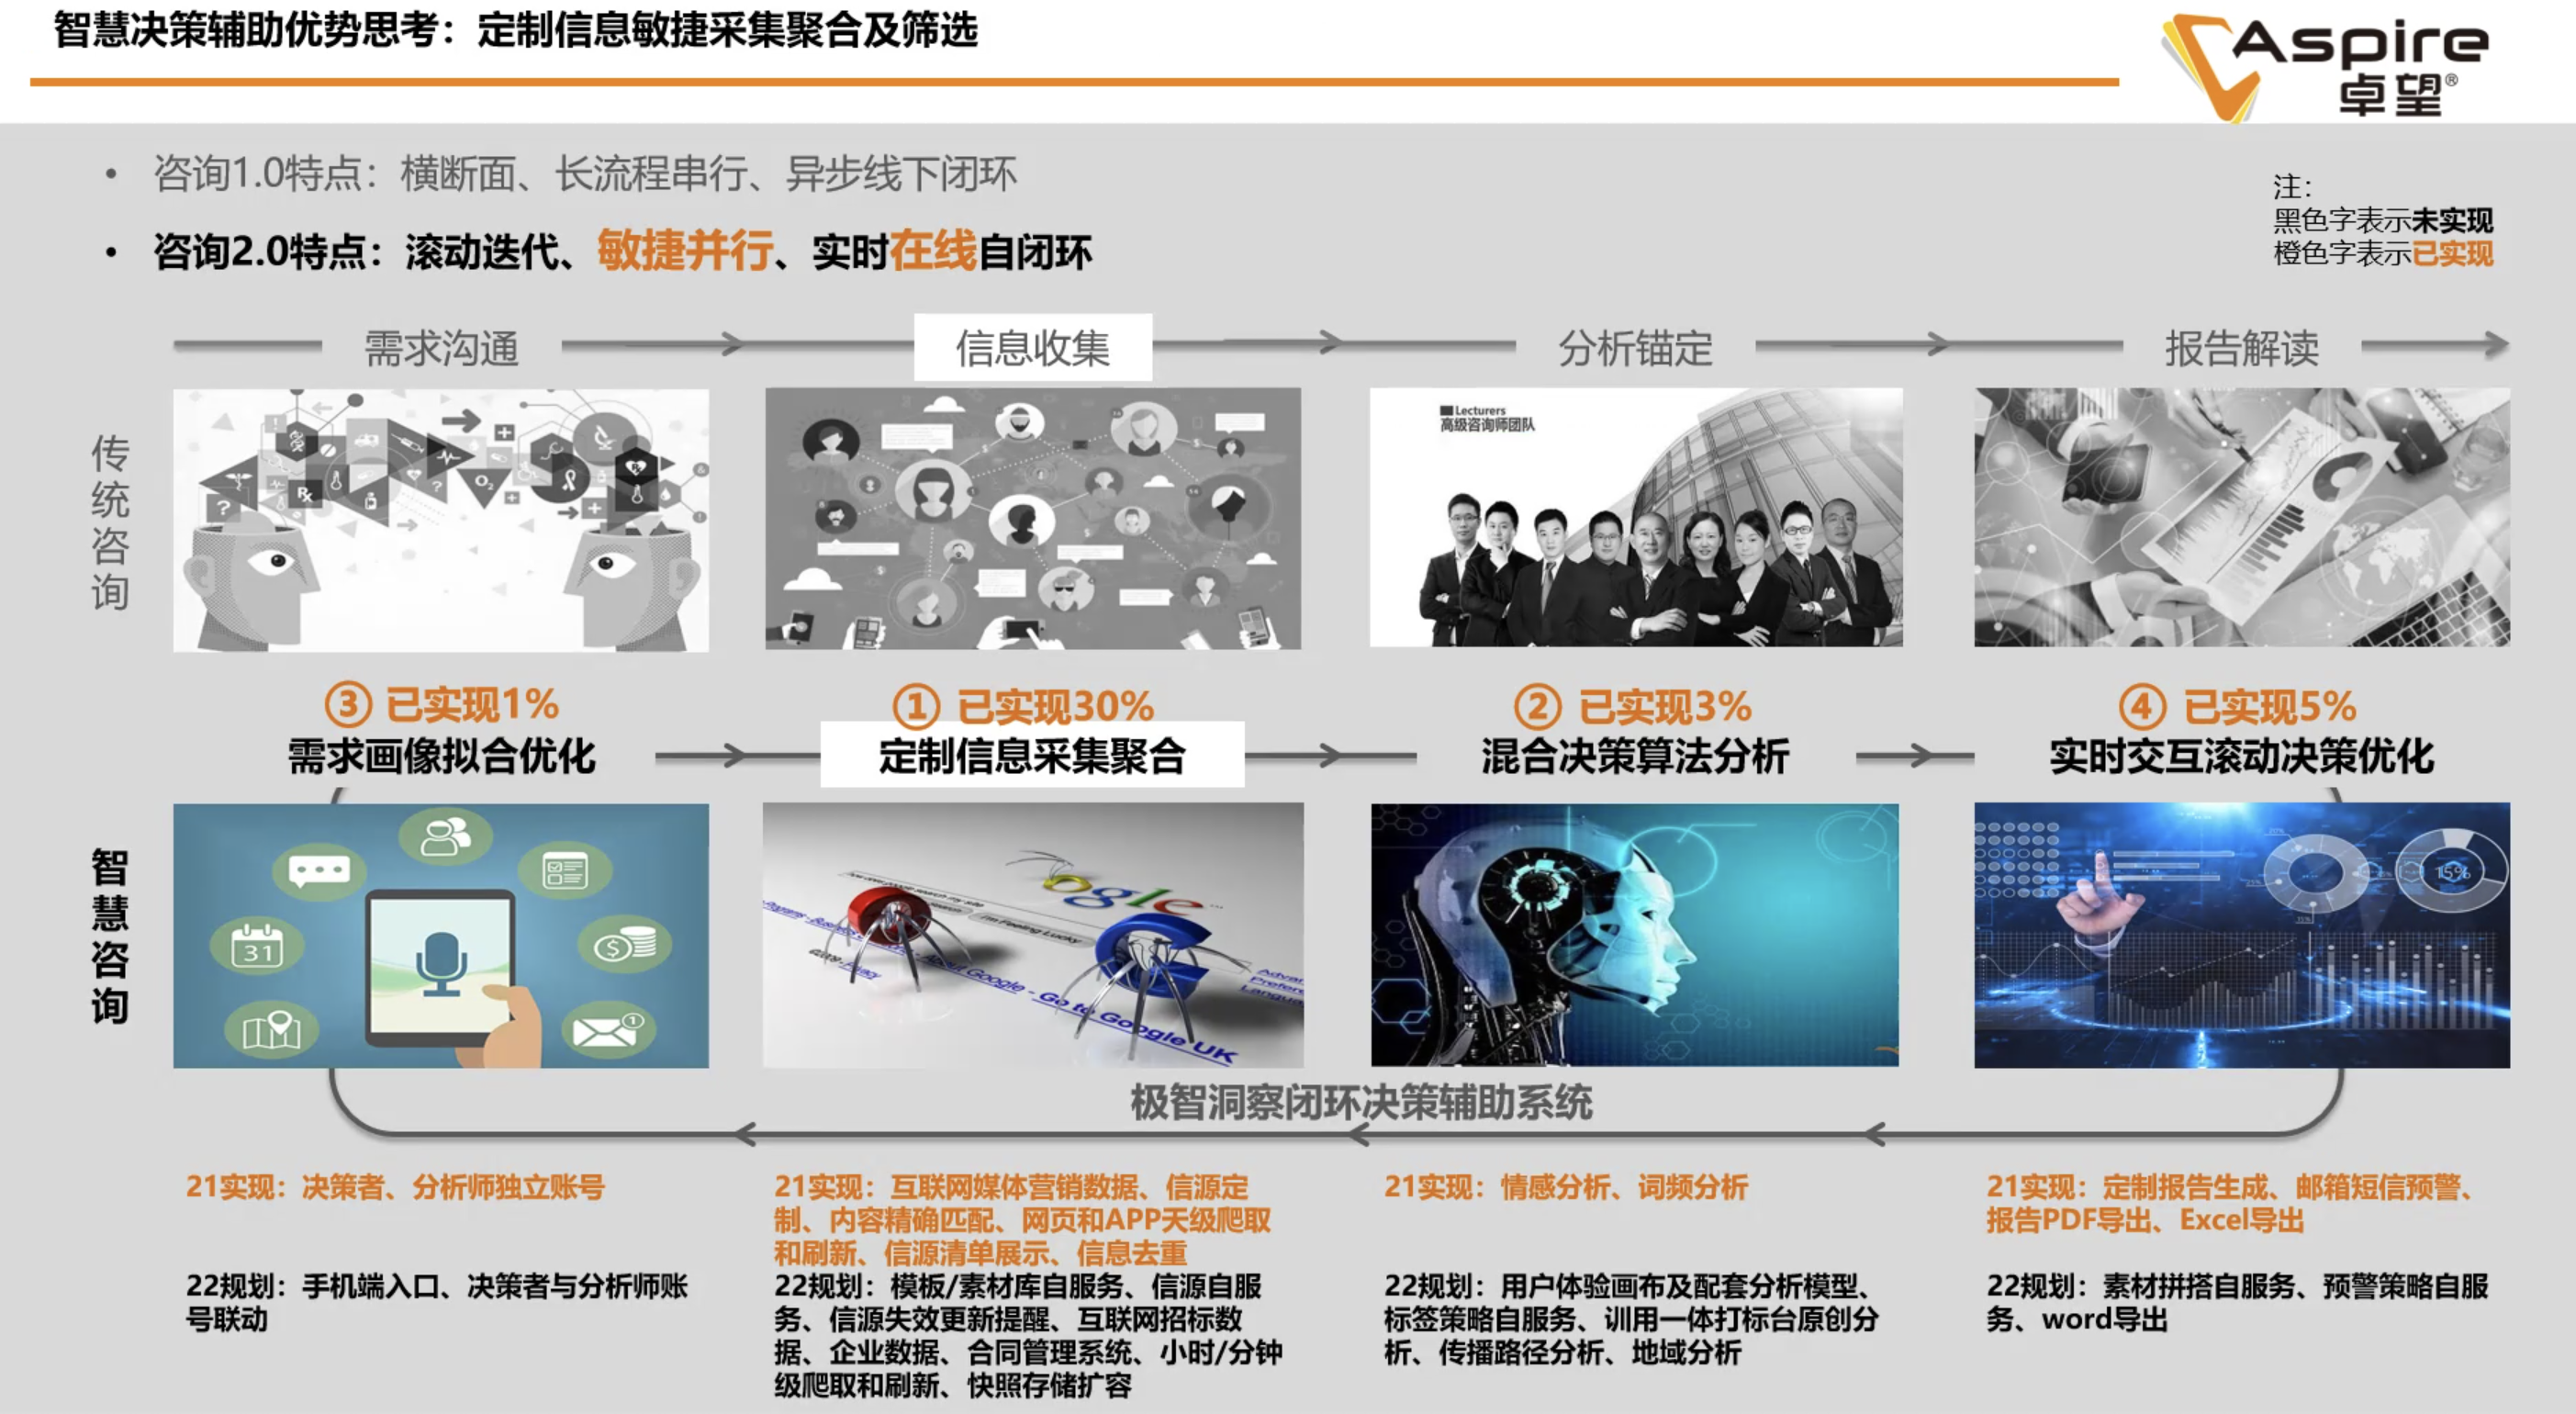 智慧决策辅助优势思考：定制信息敏捷采集聚合及筛选
Aspire
卓望®
• 咨询1.0特点：横断面、长流程串行、异步线下闭环
• 咨询2.0特点：滚动迭代、敏捷并行、实时在线自闭环
注：
黑色字表示未实现
橙色字表示已实现
需求沟通
信息收集
分析锚定
报告解读
传统咨询
Lecturers
高级咨询师团队
③ 已实现1%
需求画像拟合优化
① 已实现30%
定制信息采集聚合
② 已实现3%
混合决策算法分析
④ 已实现5%
实时交互滚动决策优化
智慧咨询
31
1
ogle
I'm Feeling Lucky
About Google - Go to Google UK
Privacy
15%
极智洞察闭环决策辅助系统
21实现：决策者、分析师独立账号
22规划：手机端入口、决策者与分析师账
号联动
21实现：互联网媒体营销数据、信源定
制、内容精确匹配、网页和APP天级爬取
和刷新、信源清单展示、信息去重
22规划：模板/素材库自服务、信源自服
务、信源失效更新提醒、互联网招标数
据、企业数据、合同管理系统、小时/分钟
级爬取和刷新、快照存储扩容
21实现：情感分析、词频分析
22规划：用户体验画布及配套分析模型、
标签策略自服务、训用一体打标台原创分
析、传播路径分析、地域分析
21实现：定制报告生成、邮箱短信预警、
报告PDF导出、Excel导出
22规划：素材拼搭自服务、预警策略自服
务、word导出